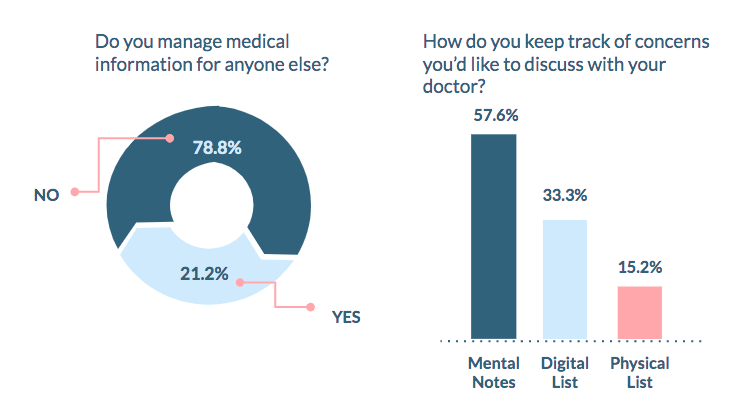 Do you manage medical
information for anyone else?
78.8%
NO
21.2%
YES
How do you keep track of concerns
you’d like to discuss with your
doctor?
57.6%
33.3%
15.2%
Mental
Notes
Digital
List
Physical
List